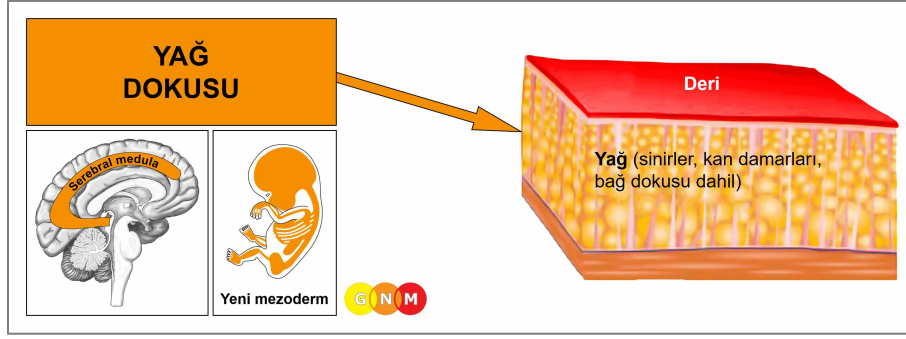 YAĞ
DOKUSU
Serebral medula
Yeni mezoderm
G N M
Deri
Yağ (sinirler, kan damarları,
bağ dokusu dahil)